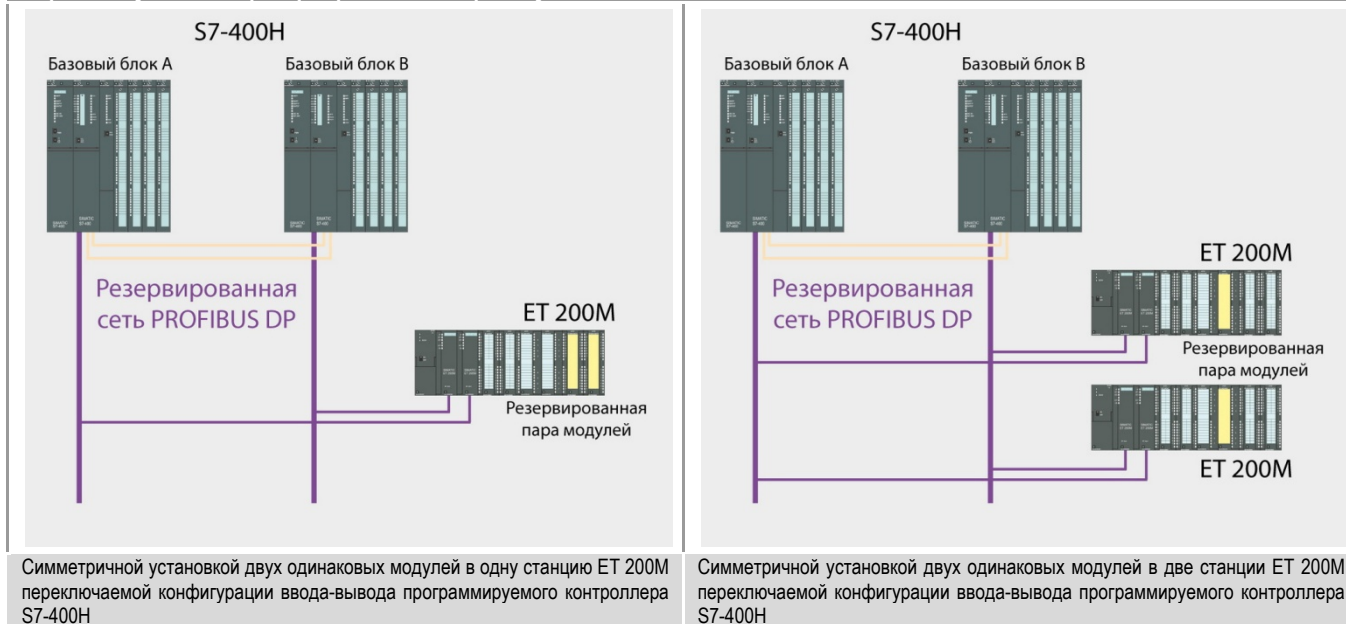 S7-400H
Базовый блок A
Базовый блок B
Резервированная
сеть PROFIBUS DP
ET 200M
Резервированная
пара модулей
Симметричной установкой двух одинаковых модулей в одну станцию ET 200M
переключаемой конфигурации ввода-вывода программируемого контроллера
S7-400H
S7-400H
Базовый блок A
Базовый блок B
Резервированная
сеть PROFIBUS DP
ET 200M
Резервированная
пара модулей
ET 200M
Симметричной установкой двух одинаковых модулей в две станции ET 200M
переключаемой конфигурации ввода-вывода программируемого контроллера
S7-400H